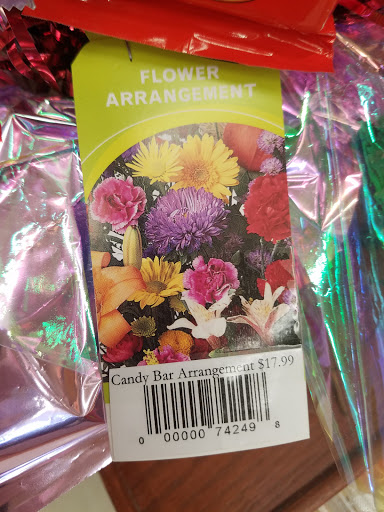 FLOWER
ARRANGEMENT
Candy Bar Arrangement $17.99
0 00000 74249 8